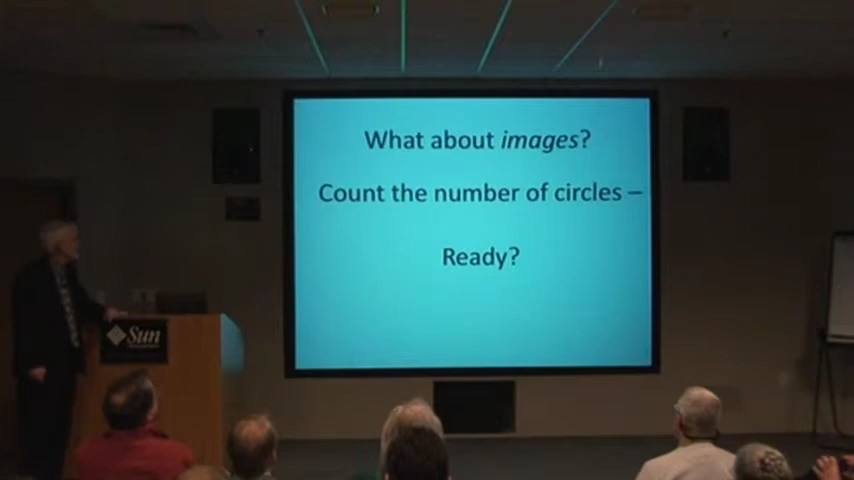 What about images?
Count the number of circles –
Ready?
Sun